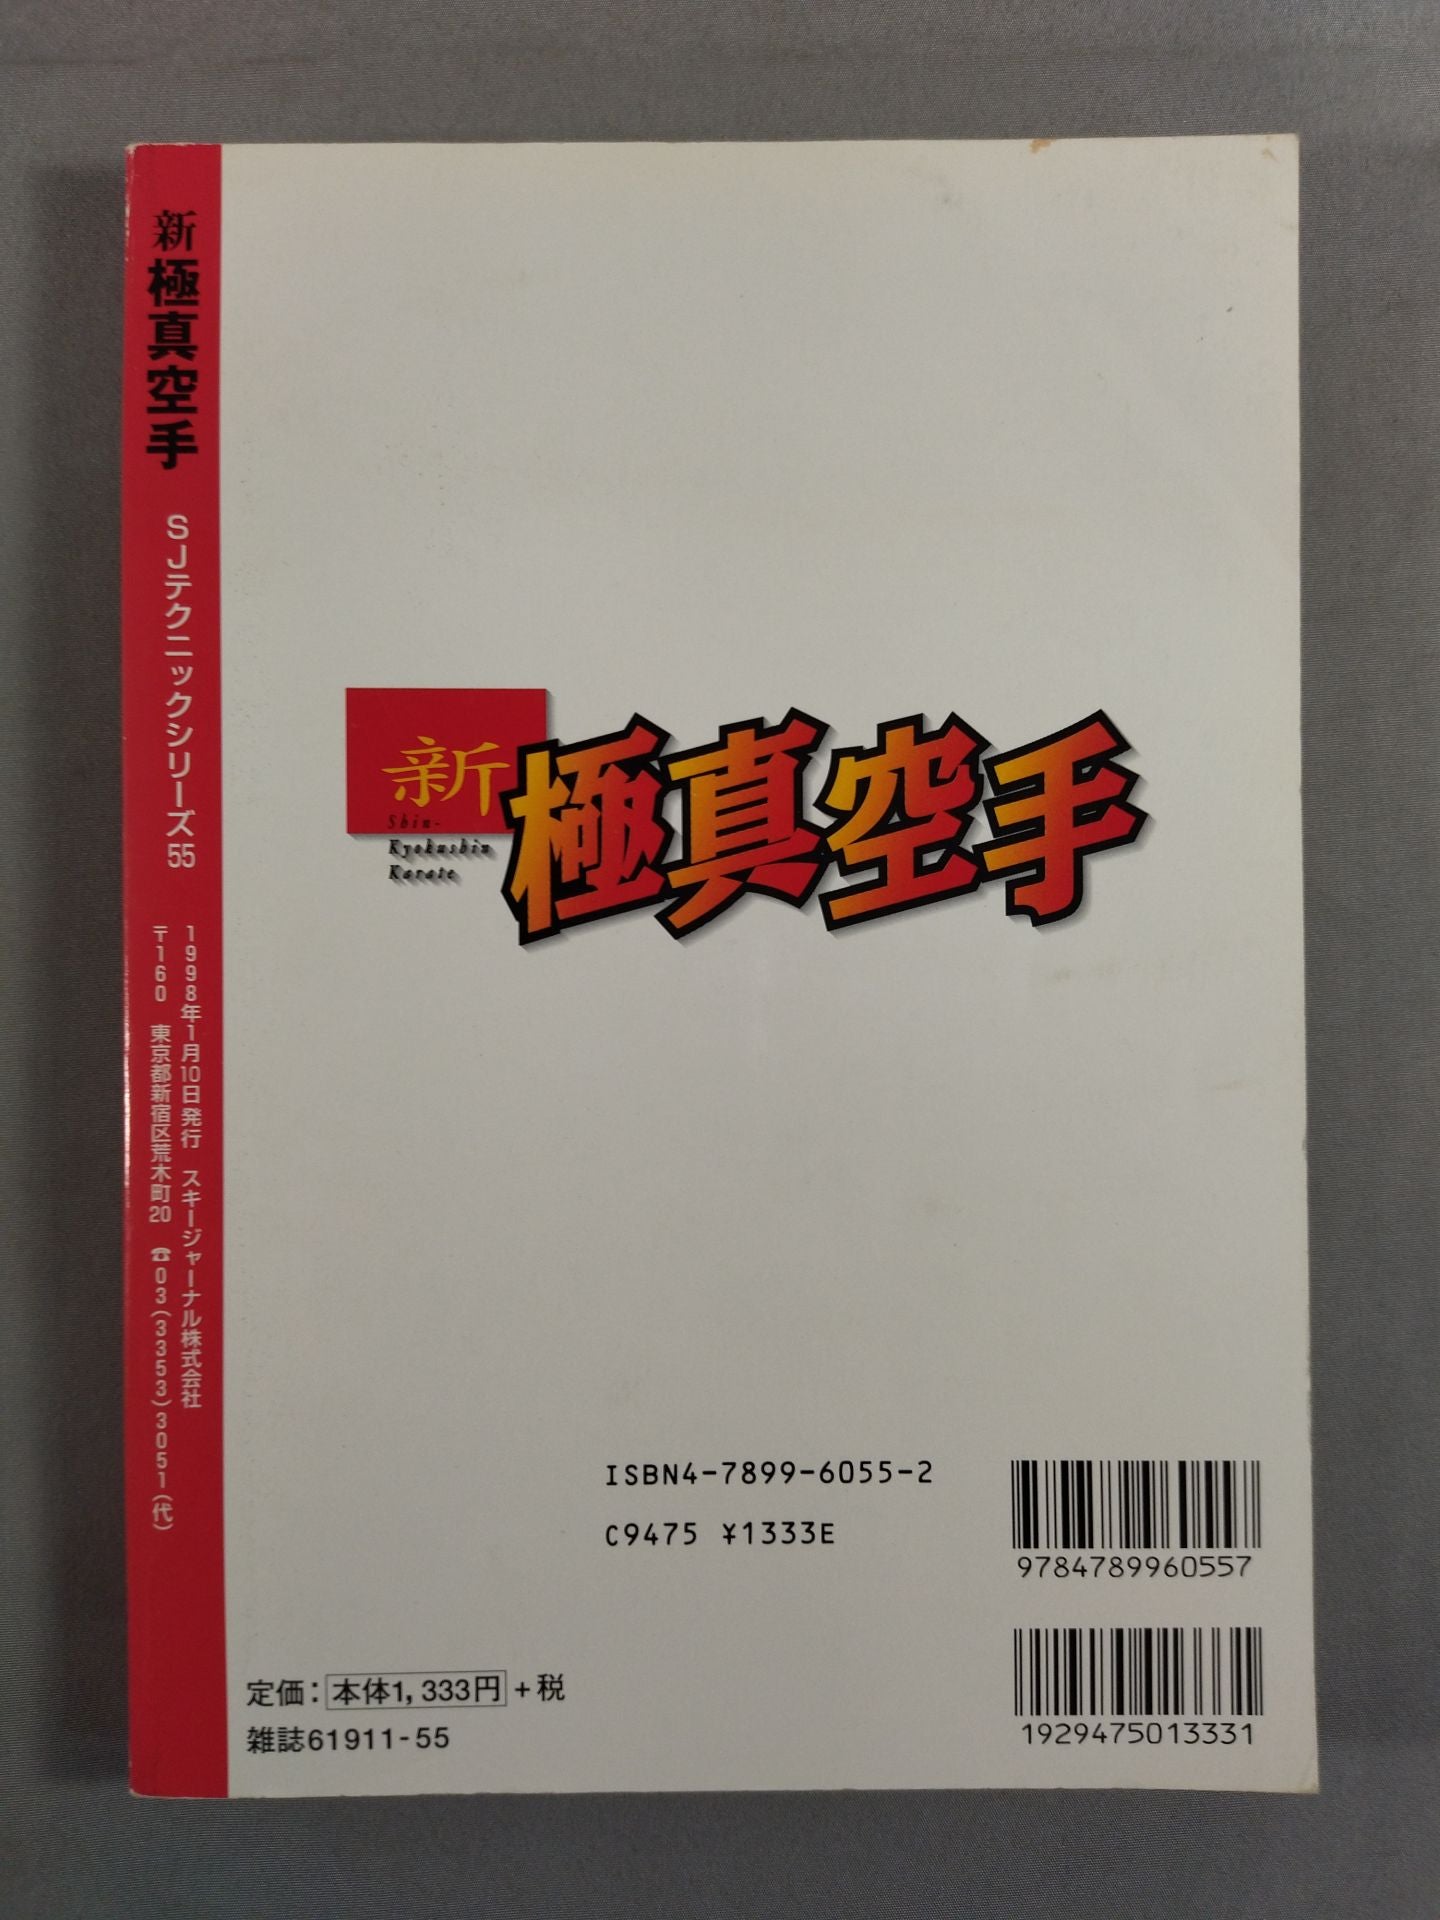 新極真空手
SJテクニックシリーズ55
1998年1月10日発行 スキージャーナル株式会社
〒160 東京都新宿区荒木町20 ☎03(3353)3051(代)
新極真空手
Shin-
Kyokushin
Karate
ISBN4-7899-6055-2
C9475 ¥1333E
9784789960557
1929475013331
定価:本体1,333円+税
雑誌61911-55